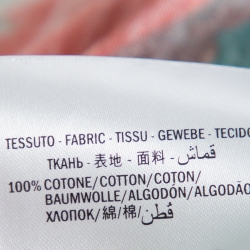 TESSUTO - FABRIC - TISSU - GEWEBE - TECIDO
ТКАНЬ - 表地 - 面料 - قماش
100% COTONE/COTTON/COTON/
BAUMWOLLE/ALGODÓN/ALGODÃO
ХЛОПОК/綿/棉/قُطن